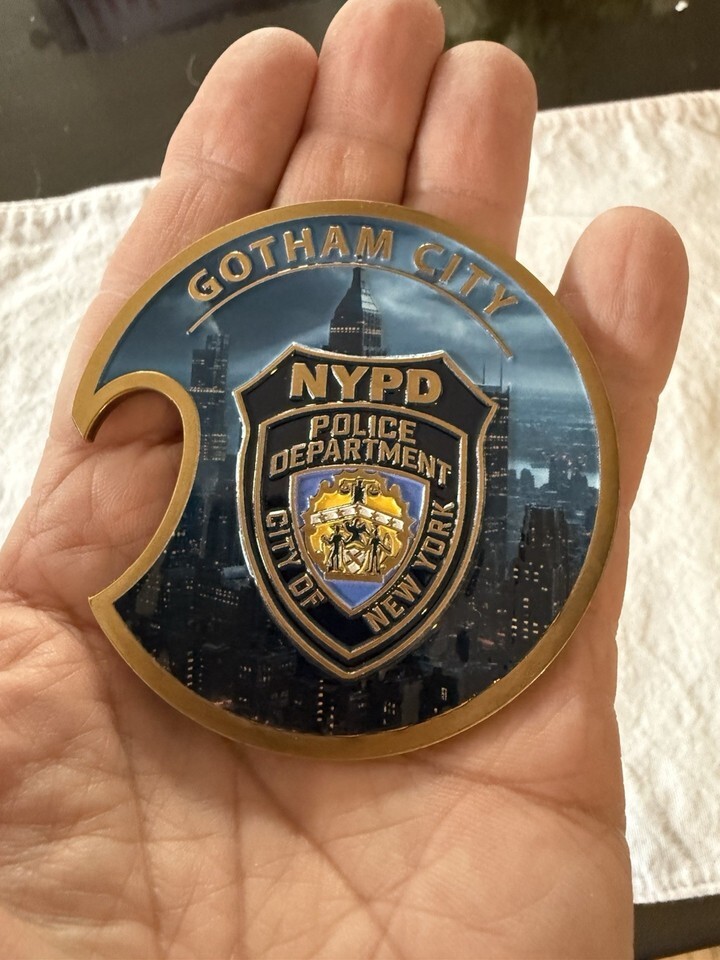 GOTHAM CITY
NYPD
POLICE
DEPARTMENT
CITY OF
NEW YORK